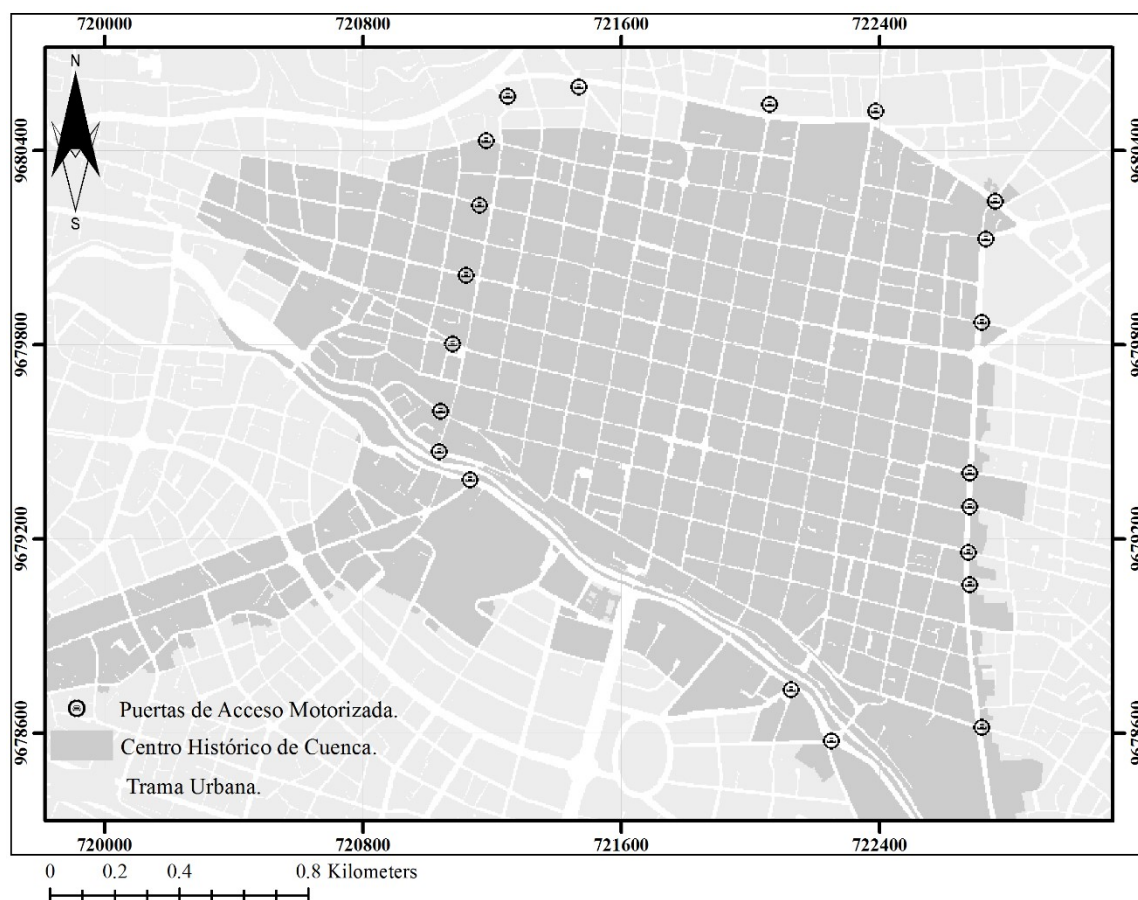 720000 720800 721600 722400
N
S
9680400 9680400
9679800 9679800
9679200 9679200
9678600 9678600
Puertas de Acceso Motorizada.
Centro Histórico de Cuenca.
Trama Urbana.
720000 720800 721600 722400
0 0.2 0.4 0.8 Kilometers